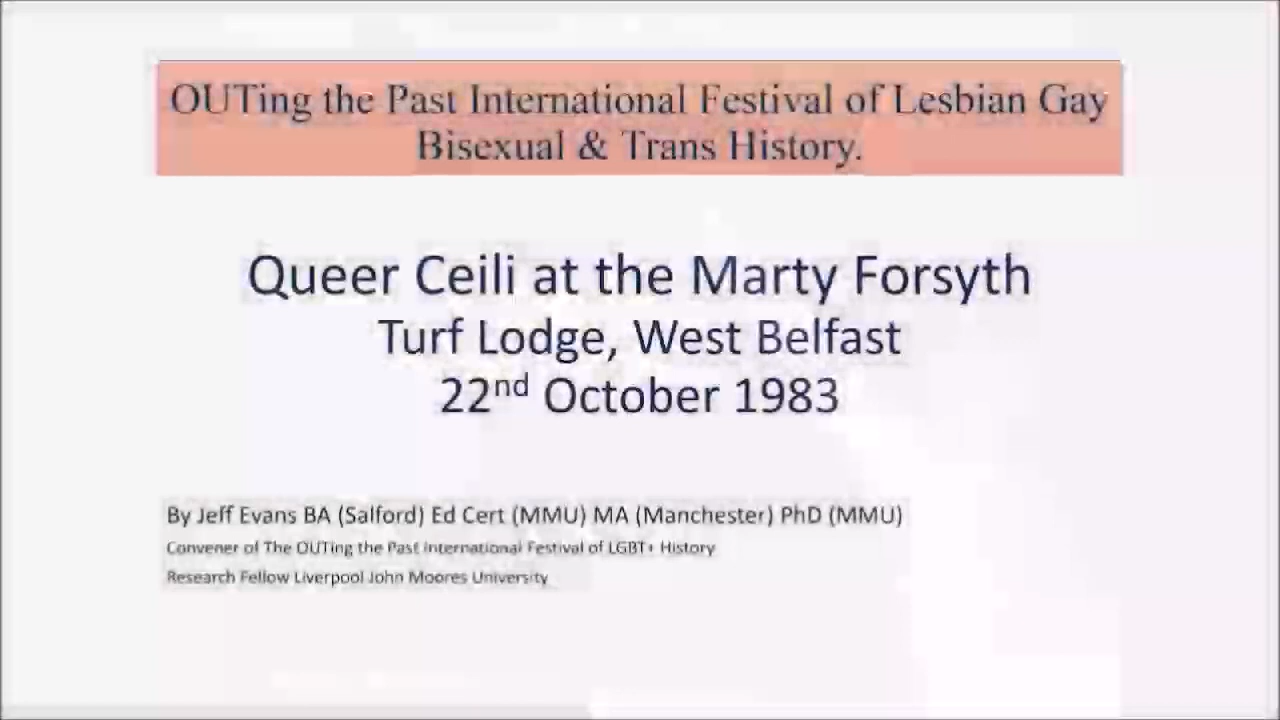 OUTing the Past International Festival of Lesbian Gay
Bisexual & Trans History.
Queer Ceili at the Marty Forsyth
Turf Lodge, West Belfast
22nd October 1983
By Jeff Evans BA (Salford) Ed Cert (MMU) MA (Manchester) PhD (MMU)
Convener of The OUTing the Past International Festival of LGBT+ History
Research Fellow Liverpool John Moores University